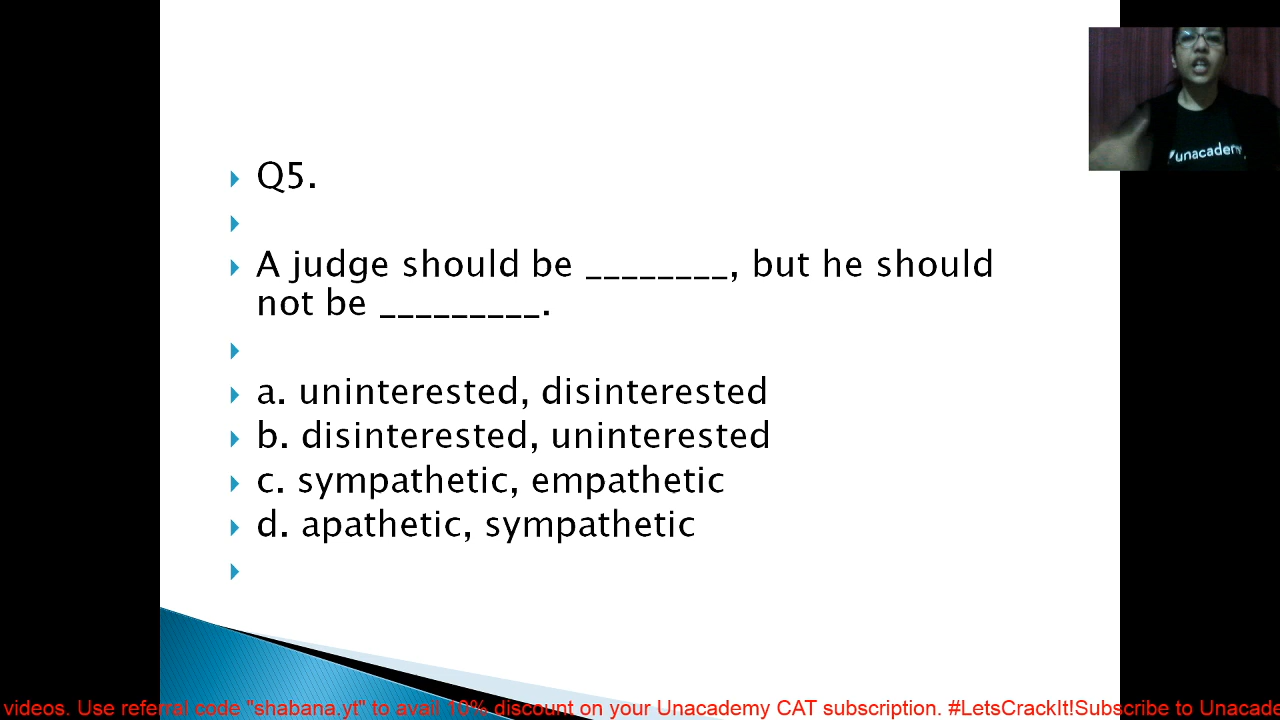 #unacademy
Q5.
A judge should be ________, but he should
not be _________.
a. uninterested, disinterested
b. disinterested, uninterested
c. sympathetic, empathetic
d. apathetic, sympathetic
videos. Use referral code "shabana.yt" to avail 10% discount on your Unacademy CAT subscription. #LetsCrackIt!Subscribe to Unacade